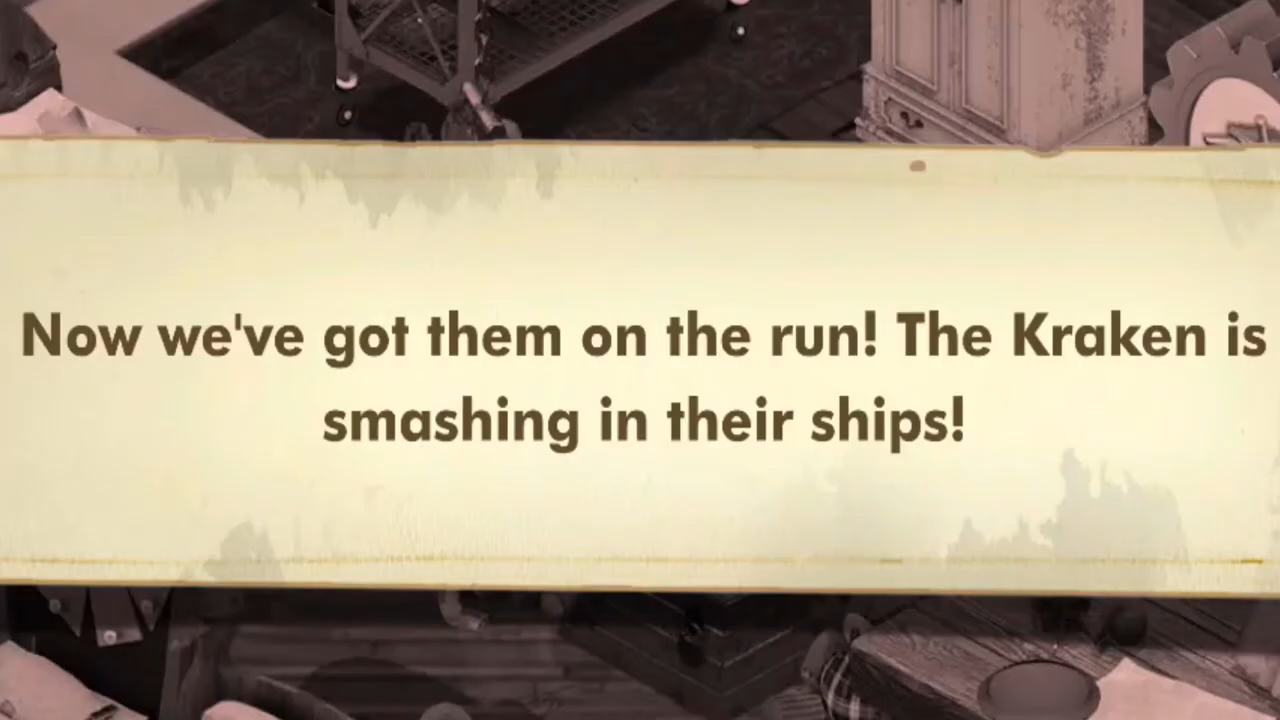 Now we've got them on the run! The Kraken is
smashing in their ships!